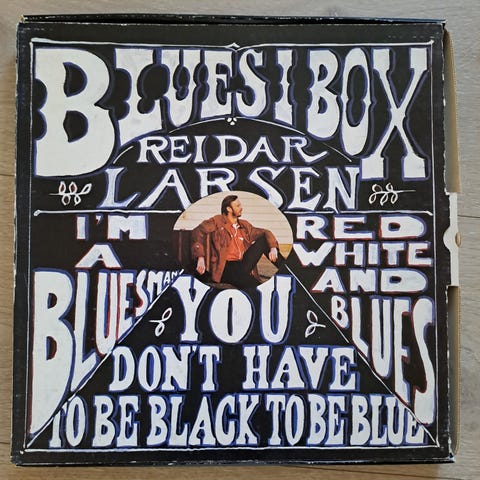 BLUES I BOX
REIDAR
LARSEN
I'M
A
BLUESMAN
RED
WHITE
AND
BLUES
YOU
DON'T HAVE
TO BE BLACK TO BE BLUE